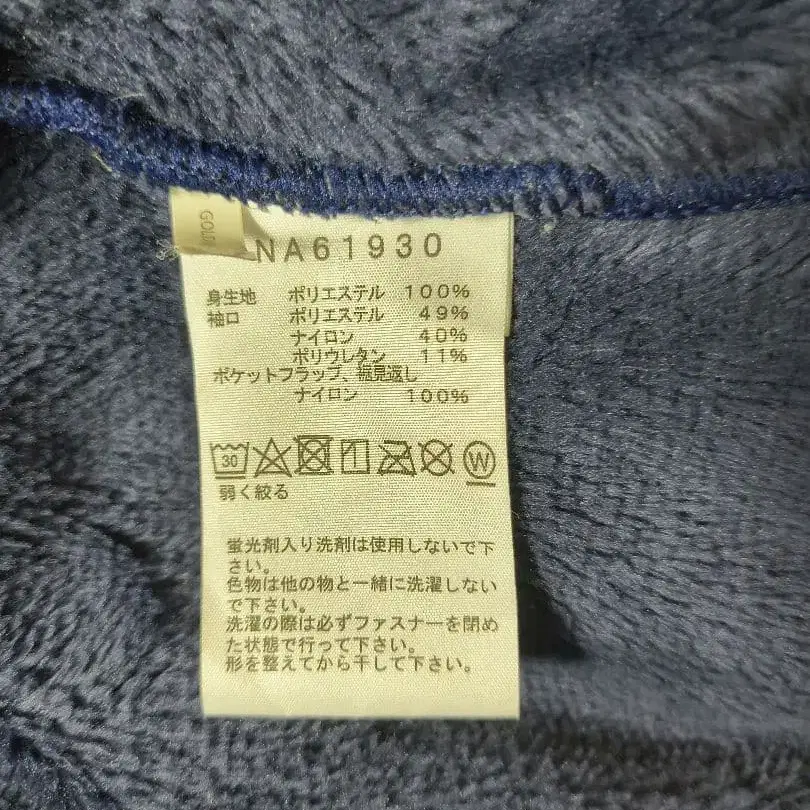 GOLD
NA61930
身生地 ポリエステル 100%
袖口 ポリエステル 49%
ナイロン 40%
ポリウレタン 11%
ポケットフラップ、裾見返し
ナイロン 100%
30 W
弱く絞る
蛍光剤入り洗剤は使用しないで下
さい。
色物は他の物と一緒に洗濯しない
で下さい。
洗濯の際は必ずファスナーを閉め
た状態で行って下さい。
形を整えてから干して下さい。